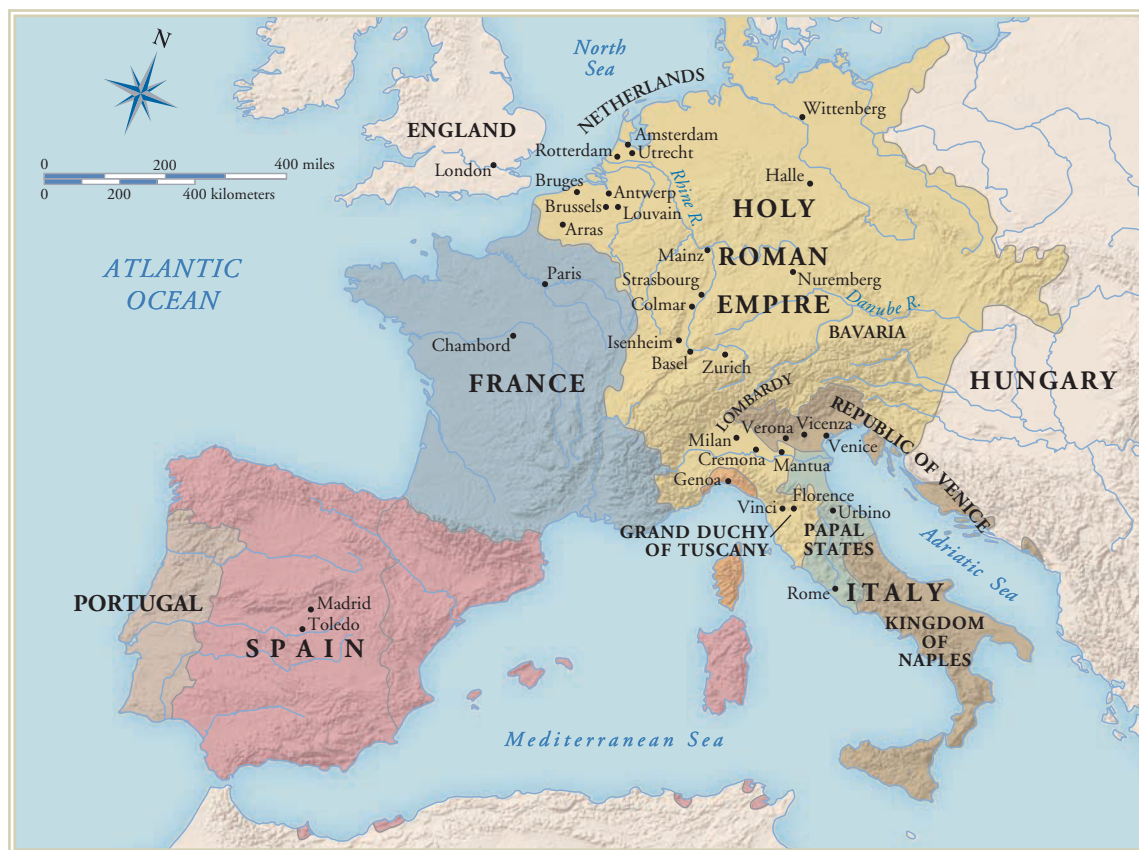 N
North
Sea
NETHERLANDS
Wittenberg
ENGLAND
Amsterdam
Rotterdam
Utrecht
0 200 400 miles
0 200 400 kilometers
London
Bruges
Antwerp
Rhine R.
Halle
Brussels
Louvain
HOLY
Arras
ATLANTIC
OCEAN
Mainz
ROMAN
Paris
Strasbourg
Nuremberg
Colmar
EMPIRE
Danube R.
Chambord
Isenheim
BAVARIA
Basel
Zurich
FRANCE
HUNGARY
LOMBARDY
REPUBLIC OF VENICE
Milan
Verona
Vicenza
Venice
Cremona
Mantua
Genoa
Vinci
Florence
Urbino
GRAND DUCHY
OF TUSCANY
PAPAL
STATES
Adriatic Sea
Rome
ITALY
PORTUGAL
Madrid
Toledo
SPAIN
KINGDOM
OF
NAPLES
Mediterranean Sea